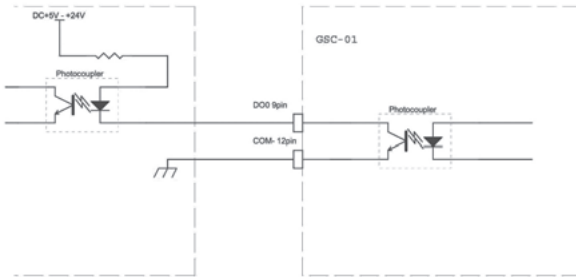 DC+5V - +24V
GSC-01
Photocoupler
DO0 9pin
COM- 12pin
Photocoupler